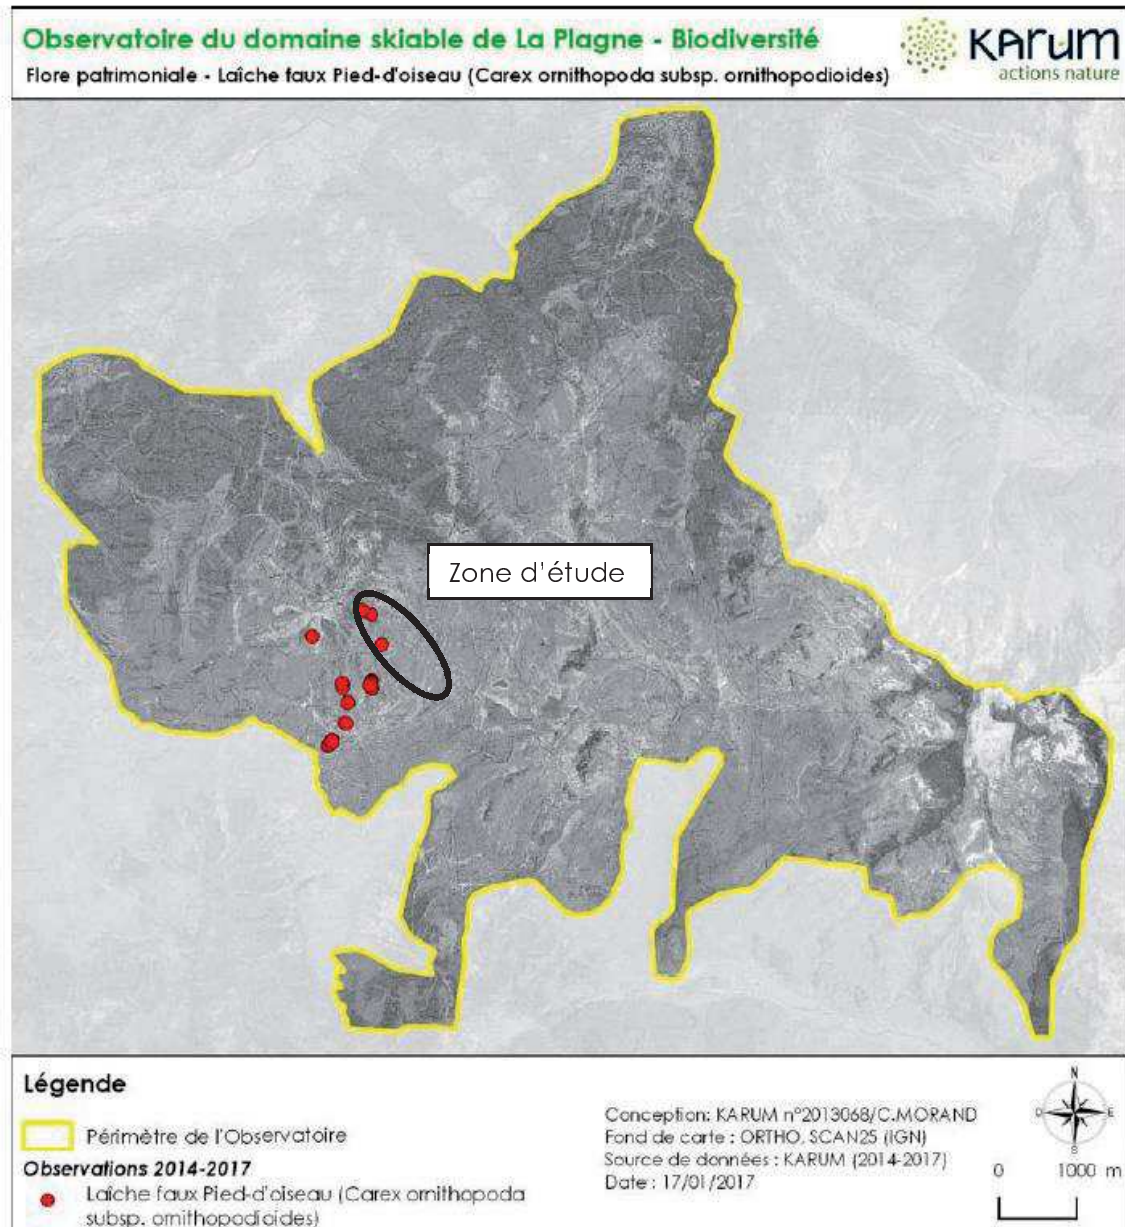 Observatoire du domaine skiable de La Plagne - Biodiversité
Flore patrimoniale - Laîche faux Pied-d'oiseau (Carex ornithopoda subsp. ornithopodioides)
KARUM
actions nature
Zone d'étude
Légende
Périmètre de l'Observatoire
Observations 2014-2017
Laîche faux Pied-d'oiseau (Carex ornithopoda
subsp. ornithopodioides)
Conception: KARUM n°2013068/C.MORAND
Fond de carte : ORTHO, SCAN25 (IGN)
Source de données : KARUM (2014-2017)
Date : 17/01/2017
N
O
E
S
0 1000 m